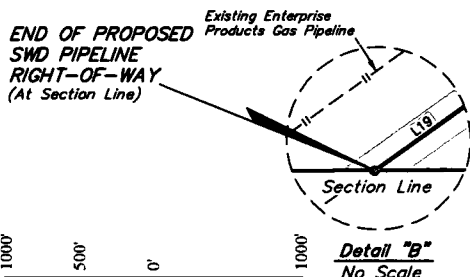 END OF PROPOSED
SWD PIPELINE
RIGHT-OF-WAY
(At Section Line)
Existing Enterprise
Products Gas Pipeline
L19
Section Line
Detail "B"
No Scale
1000' 500' 0' 1000'